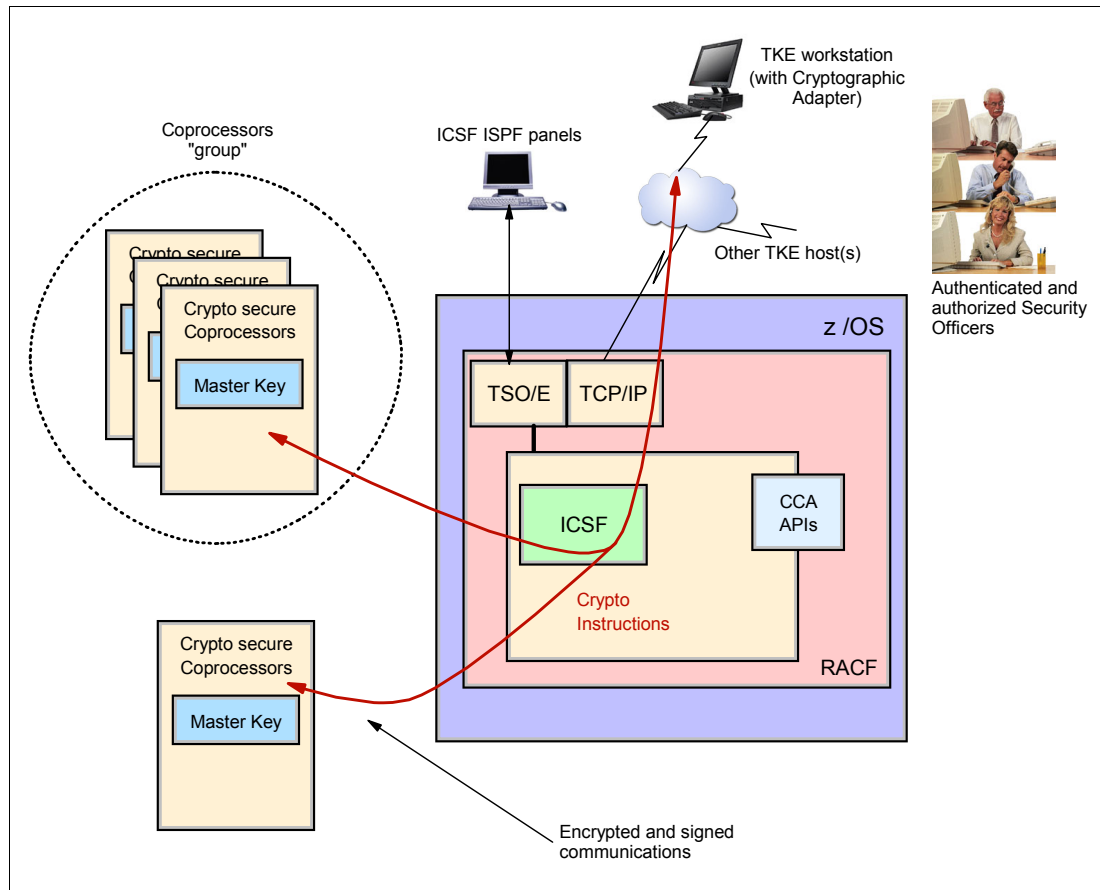 TKE workstation
(with Cryptographic
Adapter)
ICSF ISPF panels
Coprocessors
"group"
Other TKE host(s)
Authenticated and
authorized Security
Officers
Crypto secure
Crypto secure
Crypto secure
Coprocessors
Master Key
z /OS
TSO/E
TCP/IP
ICSF
CCA
APIs
Crypto
Instructions
RACF
Crypto secure
Coprocessors
Master Key
Encrypted and signed
communications